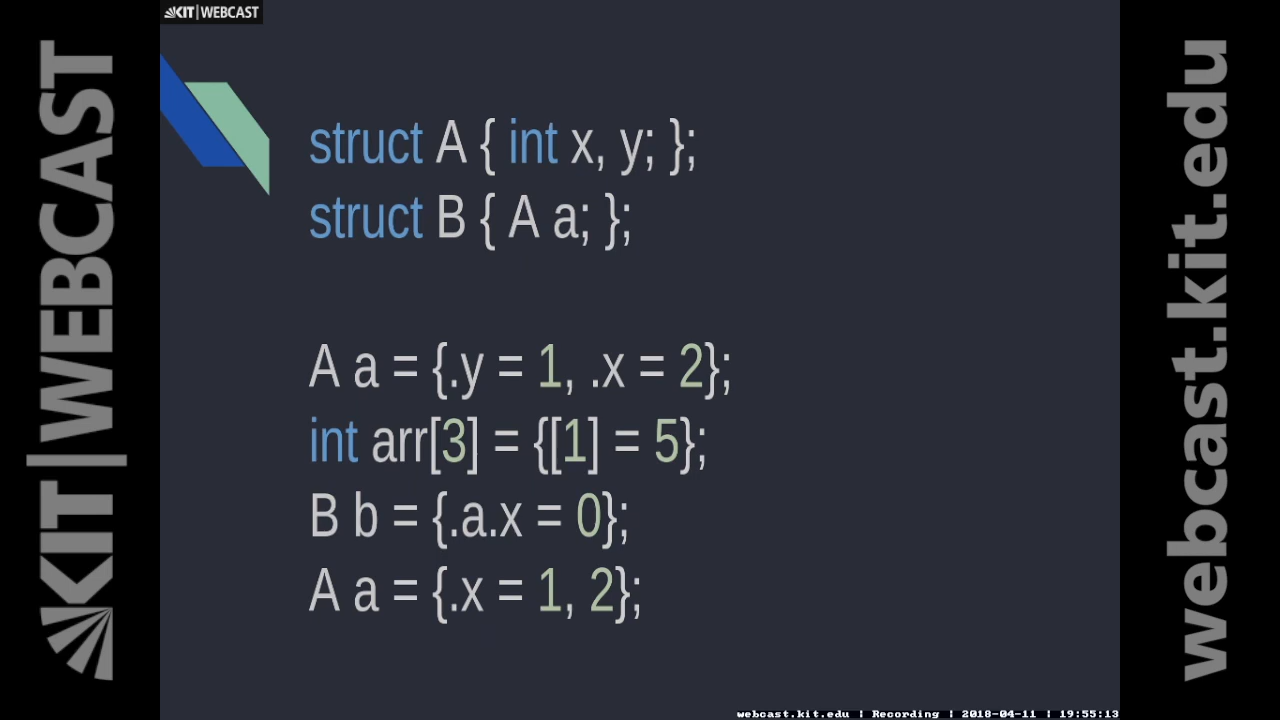 KIT | WEBCAST
KIT | WEBCAST
struct A { int x, y; };
struct B { A a; };
A a = {.y = 1, .x = 2};
int arr[3] = {[1] = 5};
B b = {.a.x = 0};
A a = {.x = 1, 2};
webcast.kit.edu
webcast.kit.edu | Recording | 2018-04-11 | 19:55:13